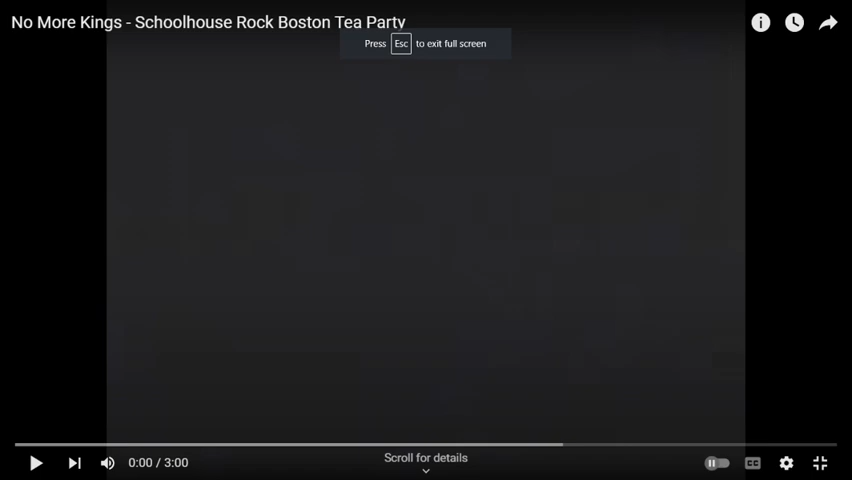 No More Kings - Schoolhouse Rock Boston Tea Party
Press Esc to exit full screen
Scroll for details
0:00 / 3:00
CC